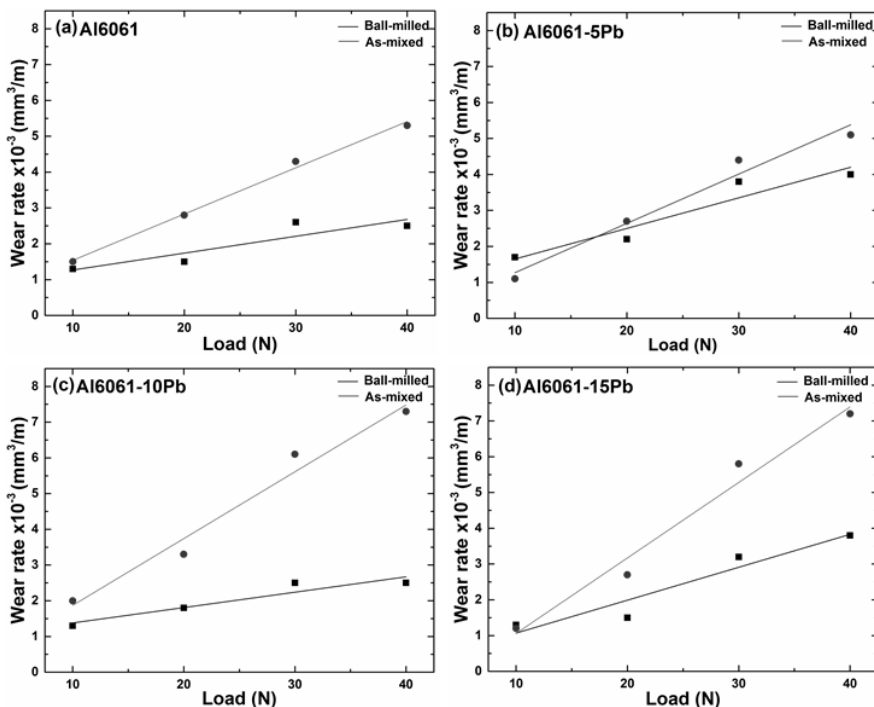 (a) Al6061
Ball-milled
As-mixed
8
7
6
5
4
3
2
1
0
10
20
30
40
Wear rate x10⁻³ (mm³/m)
Load (N)
(b) Al6061-5Pb
Ball-milled
As-mixed
8
7
6
5
4
3
2
1
0
10
20
30
40
Wear rate x10⁻³ (mm³/m)
Load (N)
(c) Al6061-10Pb
Ball-milled
As-mixed
8
7
6
5
4
3
2
1
0
10
20
30
40
Wear rate x10⁻³ (mm³/m)
Load (N)
(d) Al6061-15Pb
Ball-milled
As-mixed
8
7
6
5
4
3
2
1
0
10
20
30
40
Wear rate x10⁻³ (mm³/m)
Load (N)